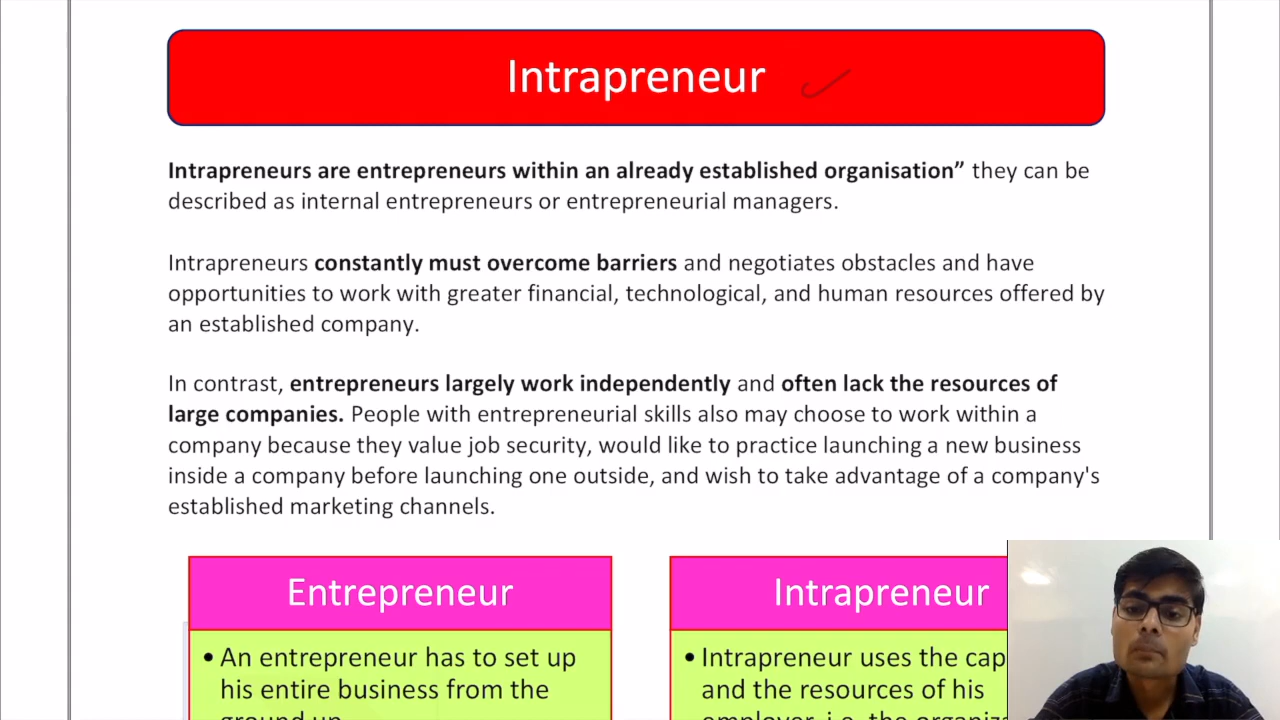 Intrapreneur
Intrapreneurs are entrepreneurs within an already established organisation” they can be
described as internal entrepreneurs or entrepreneurial managers.
Intrapreneurs constantly must overcome barriers and negotiates obstacles and have
opportunities to work with greater financial, technological, and human resources offered by
an established company.
In contrast, entrepreneurs largely work independently and often lack the resources of
large companies. People with entrepreneurial skills also may choose to work within a
company because they value job security, would like to practice launching a new business
inside a company before launching one outside, and wish to take advantage of a company's
established marketing channels.
Entrepreneur
• An entrepreneur has to set up
his entire business from the
ground up
Intrapreneur
• Intrapreneur uses the cap
and the resources of his
employer, i.e. the organiz